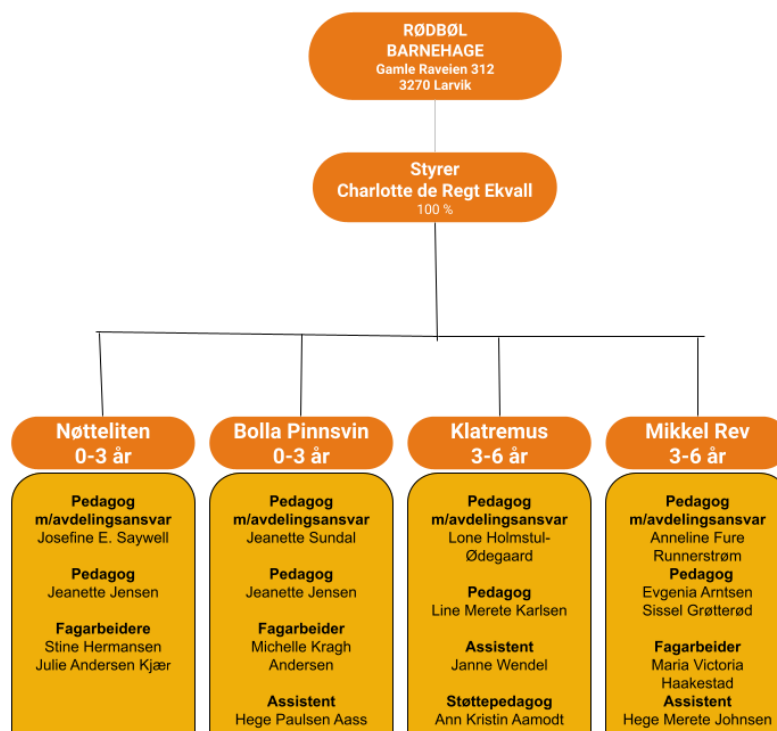 RØDBØL
BARNEHAGE
Gamle Raveien 312
3270 Larvik
Styrer
Charlotte de Regt Ekvall
100 %
Nøtteliten
0-3 år
Pedagog
m/avdelingsansvar
Josefine E. Saywell
Pedagog
Jeanette Jensen
Fagarbeidere
Stine Hermansen
Julie Andersen Kjær
Bolla Pinnsvin
0-3 år
Pedagog
m/avdelingsansvar
Jeanette Sundal
Pedagog
Jeanette Jensen
Fagarbeider
Michelle Kragh
Andersen
Assistent
Hege Paulsen Aass
Klatremus
3-6 år
Pedagog
m/avdelingsansvar
Lone Holmstul-
Ødegaard
Pedagog
Line Merete Karlsen
Assistent
Janne Wendel
Støttepedagog
Ann Kristin Aamodt
Mikkel Rev
3-6 år
Pedagog
m/avdelingsansvar
Anneline Fure
Runnerstrøm
Pedagog
Evgenia Arntsen
Sissel Grøtterød
Fagarbeider
Maria Victoria
Haakestad
Assistent
Hege Merete Johnsen